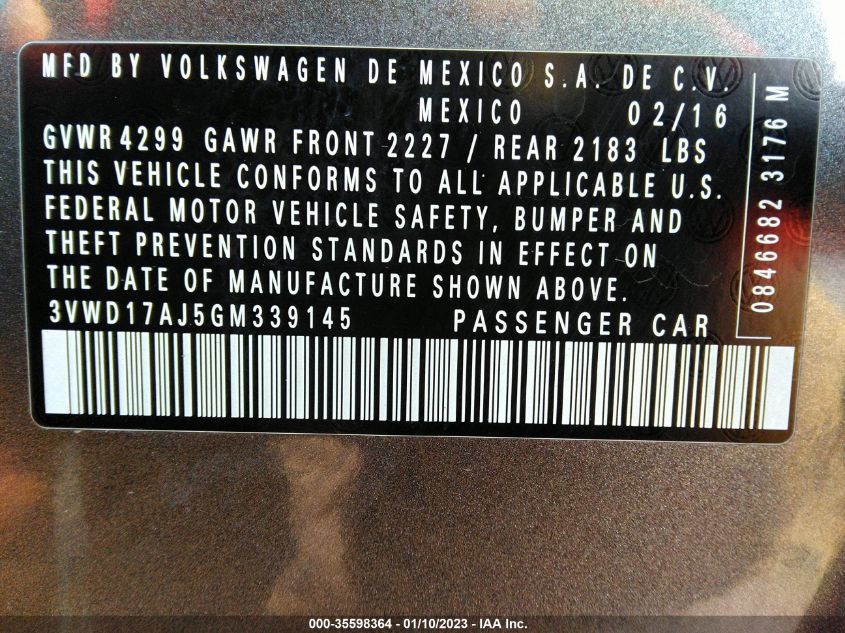 MFD BY VOLKSWAGEN DE MEXICO S.A. DE C.V.
MEXICO 02/16
GVWR 4299 GAWR FRONT 2227 / REAR 2183 LBS
THIS VEHICLE CONFORMS TO ALL APPLICABLE U.S.
FEDERAL MOTOR VEHICLE SAFETY, BUMPER AND
THEFT PREVENTION STANDARDS IN EFFECT ON
THE DATE OF MANUFACTURE SHOWN ABOVE.
3VWD17AJ5GM339145 PASSENGER CAR
0846682 3176 M
000-35598364 - 01/10/2023 - IAA Inc.